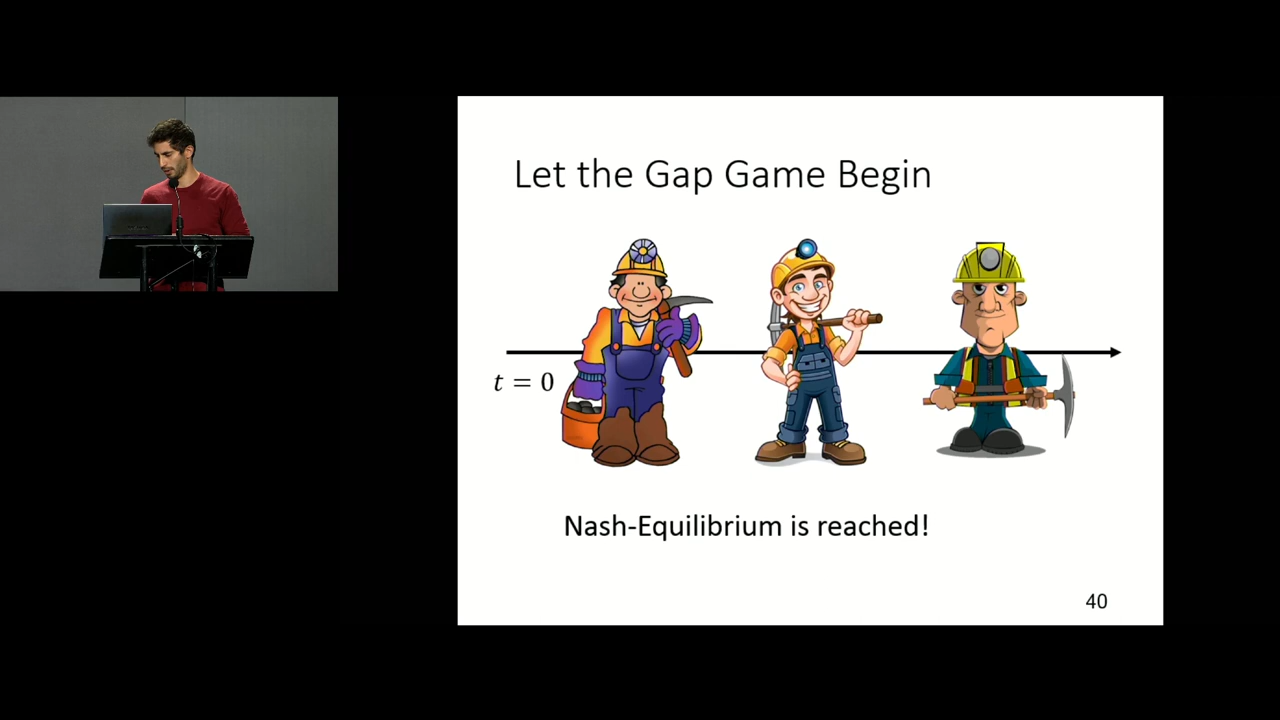 Let the Gap Game Begin
t = 0
Nash-Equilibrium is reached!
40